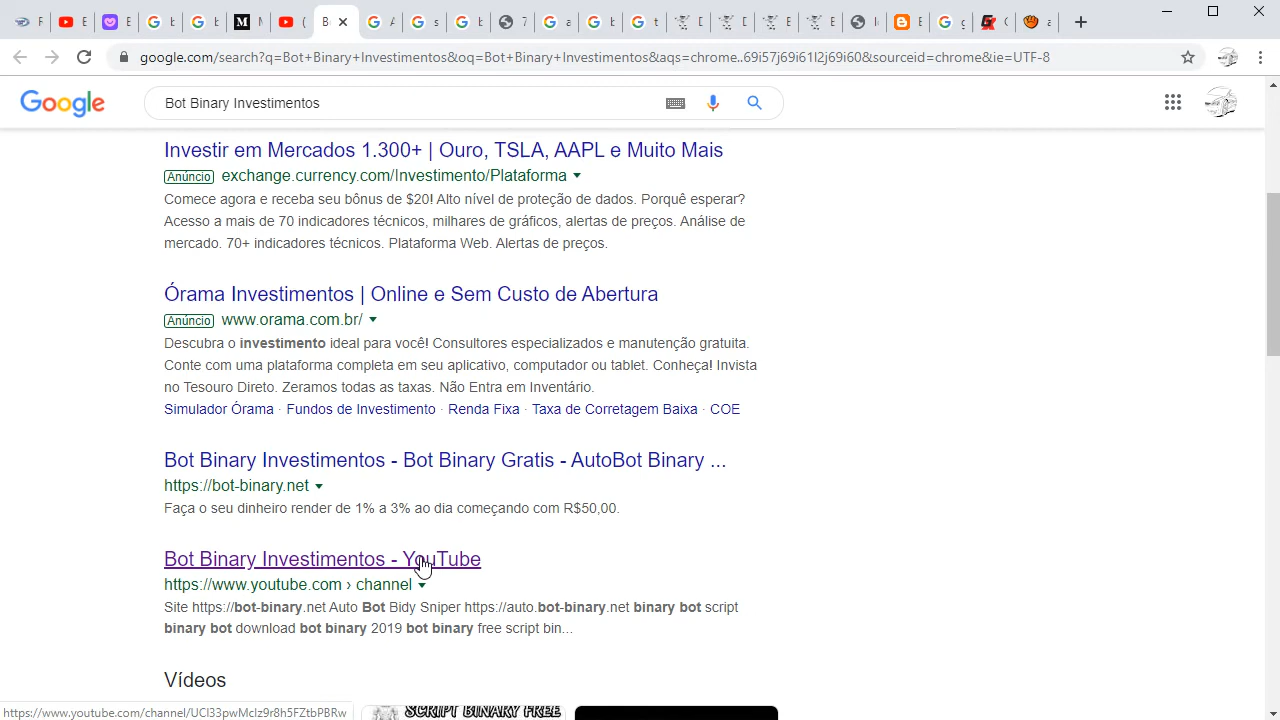 google.com/search?q=Bot+Binary+Investimentos&oq=Bot+Binary+Investimentos&aqs=chrome..69i57j69i61l2j69i60&sourceid=chrome&ie=UTF-8
Google
Bot Binary Investimentos
Investir em Mercados 1.300+ | Ouro, TSLA, AAPL e Muito Mais
Anúncio exchange.currency.com/Investimento/Plataforma
Comece agora e receba seu bônus de $20! Alto nível de proteção de dados. Porquê esperar?
Acesso a mais de 70 indicadores técnicos, milhares de gráficos, alertas de preços. Análise de
mercado. 70+ indicadores técnicos. Plataforma Web. Alertas de preços.
Órama Investimentos | Online e Sem Custo de Abertura
Anúncio www.orama.com.br/
Descubra o investimento ideal para você! Consultores especializados e manutenção gratuita.
Conte com uma plataforma completa em seu aplicativo, computador ou tablet. Conheça! Invista
no Tesouro Direto. Zeramos todas as taxas. Não Entra em Inventário.
Simulador Órama · Fundos de Investimento · Renda Fixa · Taxa de Corretagem Baixa · COE
Bot Binary Investimentos - Bot Binary Gratis - AutoBot Binary ...
https://bot-binary.net
Faça o seu dinheiro render de 1% a 3% ao dia começando com R$50,00.
Bot Binary Investimentos - YouTube
https://www.youtube.com › channel
Site https://bot-binary.net Auto Bot Bidy Sniper https://auto.bot-binary.net binary bot script
binary bot download bot binary 2019 bot binary free script bin...
Vídeos
SCRIPT BINARY FREE